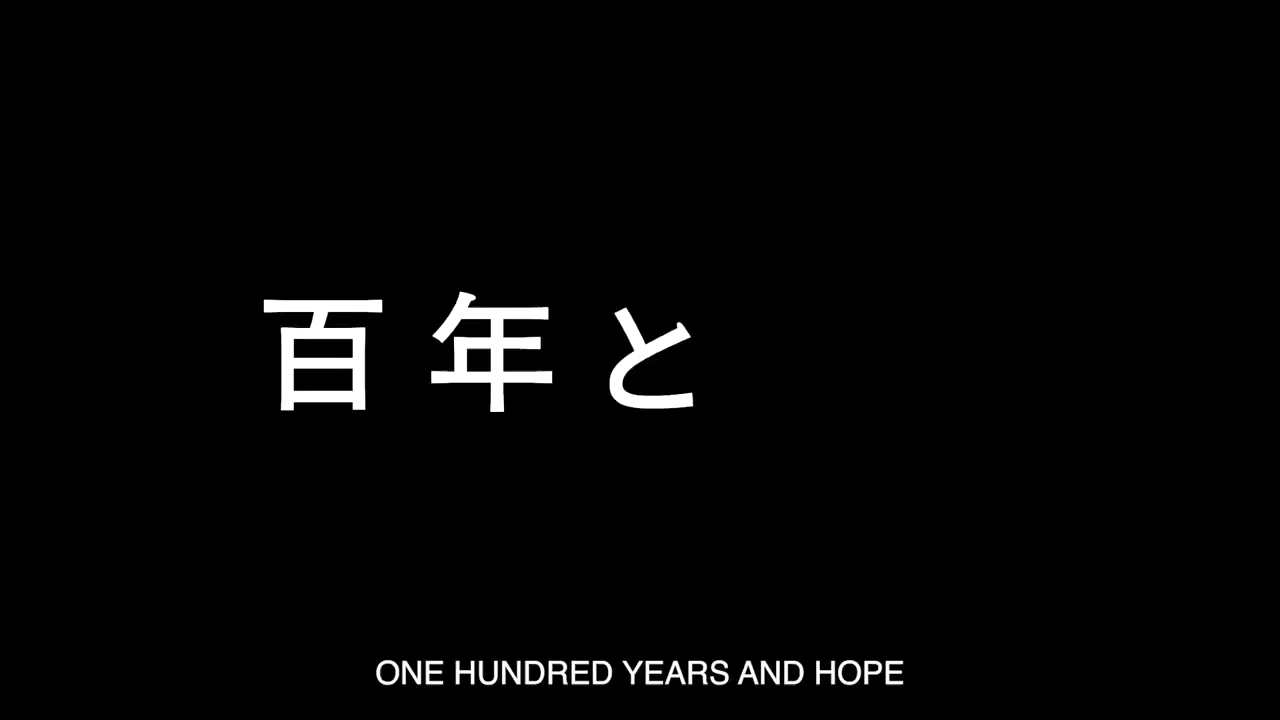 百年と
ONE HUNDRED YEARS AND HOPE